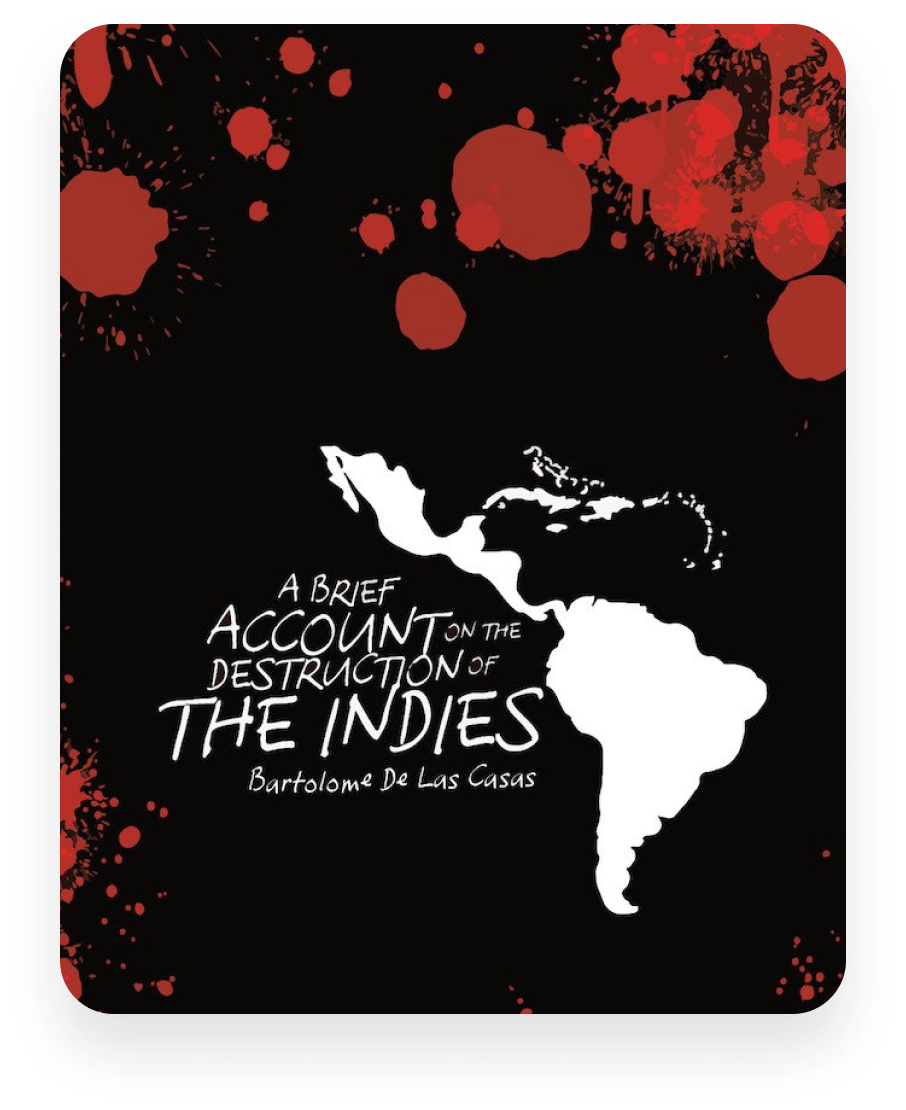 A BRIEF
ACCOUNT ON THE
DESTRUCTION OF
THE INDIES
Bartolome De Las Casas